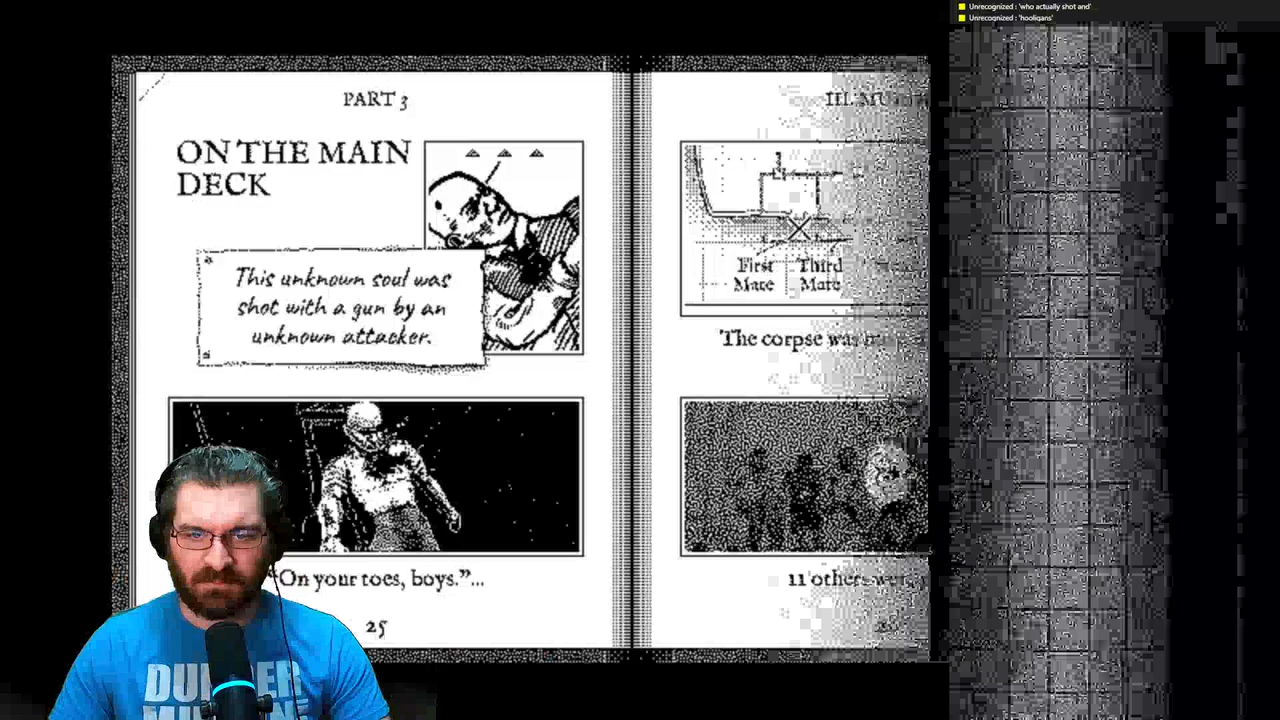 Unrecognized : 'who actually shot and'
Unrecognized : 'hooligans'
PART 3
ON THE MAIN
DECK
This unknown soul was
shot with a gun by an
unknown attacker.
"On your toes, boys."...
25
III.
First Third
Mate Mate
The corpse was
11 others